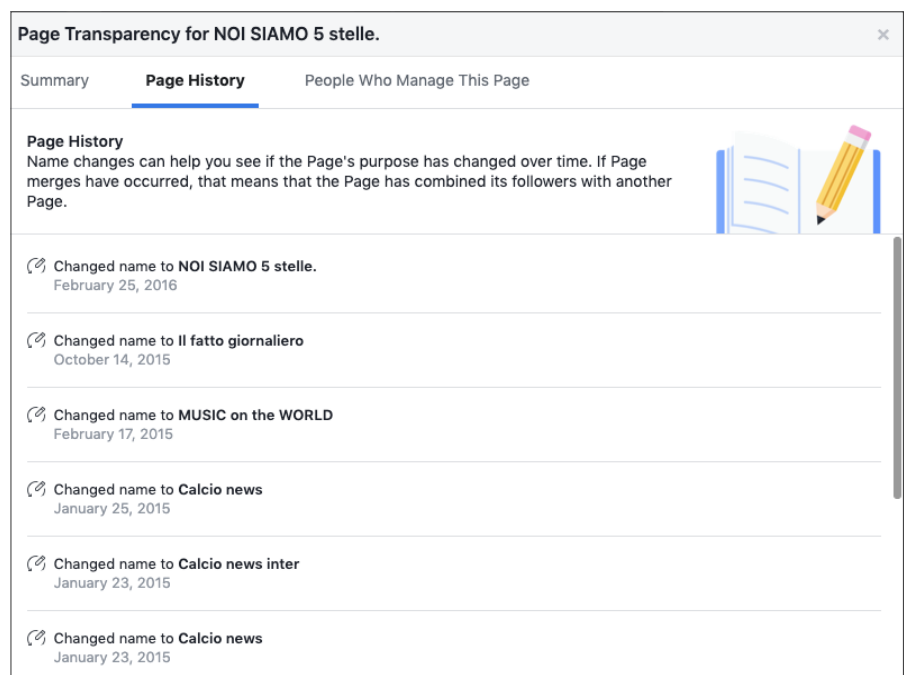 Page Transparency for NOI SIAMO 5 stelle.
Summary
Page History
People Who Manage This Page
Page History
Name changes can help you see if the Page's purpose has changed over time. If Page
merges have occurred, that means that the Page has combined its followers with another
Page.
Changed name to NOI SIAMO 5 stelle.
February 25, 2016
Changed name to Il fatto giornaliero
October 14, 2015
Changed name to MUSIC on the WORLD
February 17, 2015
Changed name to Calcio news
January 25, 2015
Changed name to Calcio news inter
January 23, 2015
Changed name to Calcio news
January 23, 2015